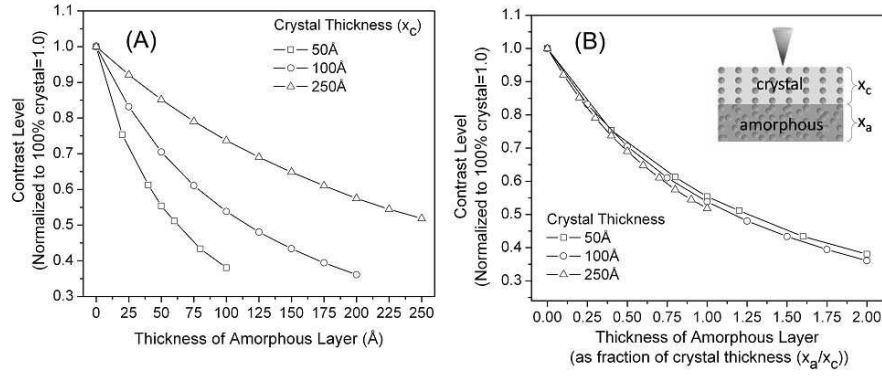 (A)
Crystal Thickness (xc)
50Å
100Å
250Å
Contrast Level
(Normalized to 100% crystal=1.0)
1.0
0.9
0.8
0.7
0.6
0.5
0.4
0.3
0 25 50 75 100 125 150 175 200 225 250
Thickness of Amorphous Layer (Å)
(B)
crystal
amorphous
xc
xa
Crystal Thickness
50Å
100Å
250Å
Contrast Level
(Normalized to 100% crystal=1.0)
1.0
0.9
0.8
0.7
0.6
0.5
0.4
0.3
0.00 0.25 0.50 0.75 1.00 1.25 1.50 1.75 2.00
Thickness of Amorphous Layer
(as fraction of crystal thickness (xa/xc))